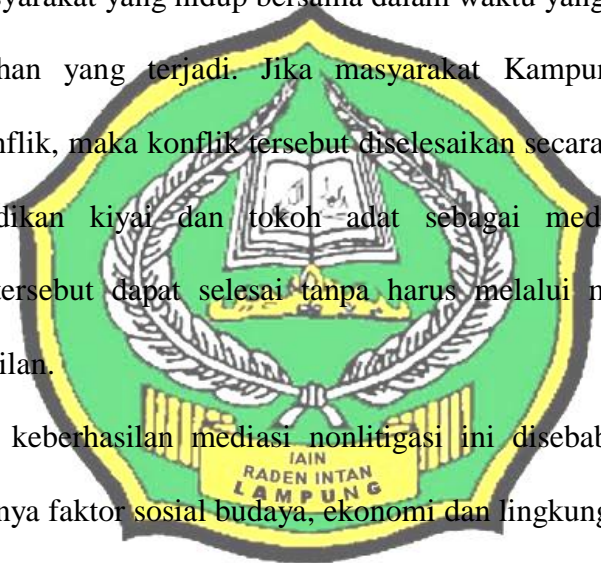 syarakat yang hidup bersama dalam waktu yang
han yang terjadi. Jika masyarakat Kampun
nflik, maka konflik tersebut diselesaikan secara
dikan kiyai dan tokoh adat sebagai med
tersebut dapat selesai tanpa harus melalui
ilan.
keberhasilan mediasi nonlitigasi ini disebab
IAIN
RADEN INTAN
LAMPUNG
nya faktor sosial budaya, ekonomi dan lingkung